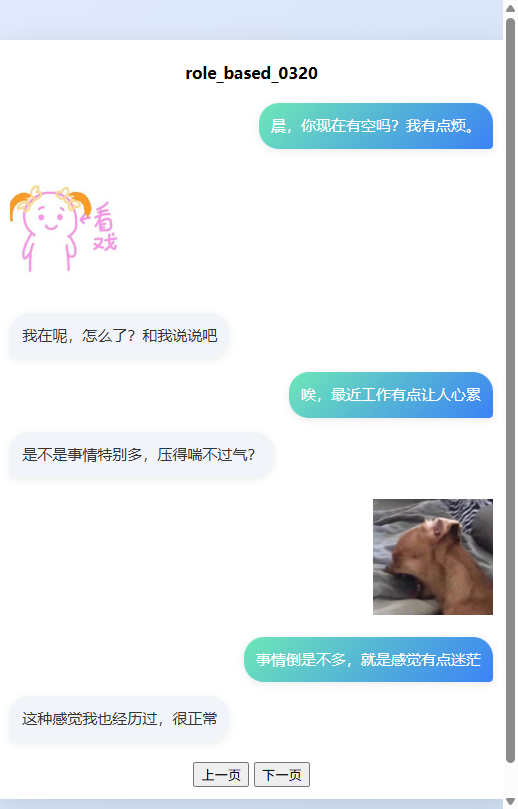 role_based_0320
晨，你现在有空吗？我有点烦。
看
戏
我在呢，怎么了？和我说说吧
唉，最近工作有点让人心累
是不是事情特别多，压得喘不过气？
事情倒是不多，就是感觉有点迷茫
这种感觉我也经历过，很正常
上一页 下一页